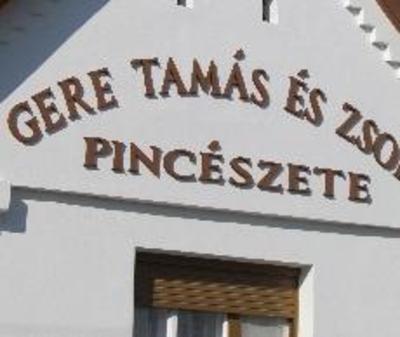 GERE TAMÁS ÉS
PINCÉSZETE